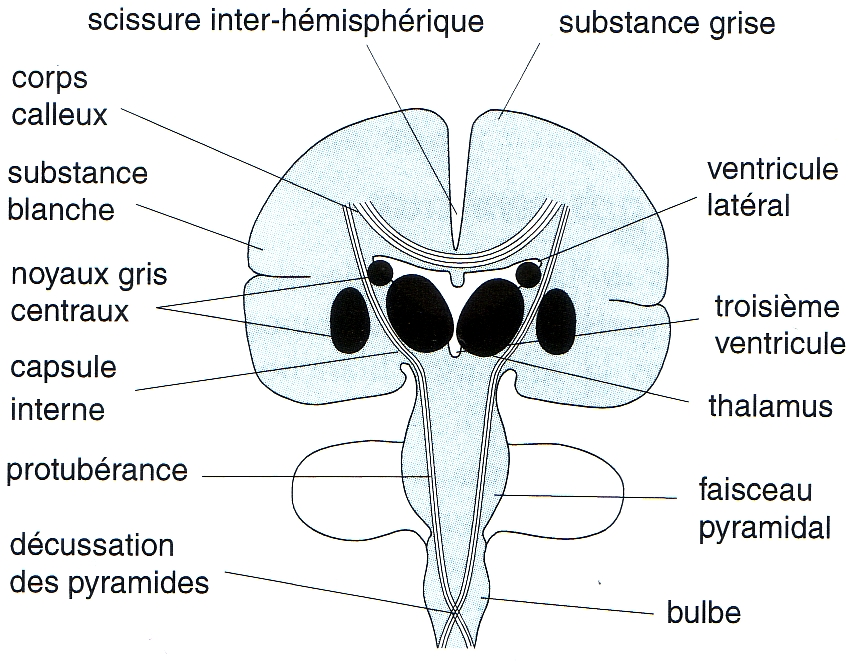 scissure inter-hémisphérique
substance grise
corps
calleux
substance
blanche
noyaux gris
centraux
capsule
interne
protubérance
décussation
des pyramides
ventricule
latéral
troisième
ventricule
thalamus
faisceau
pyramidal
bulbe